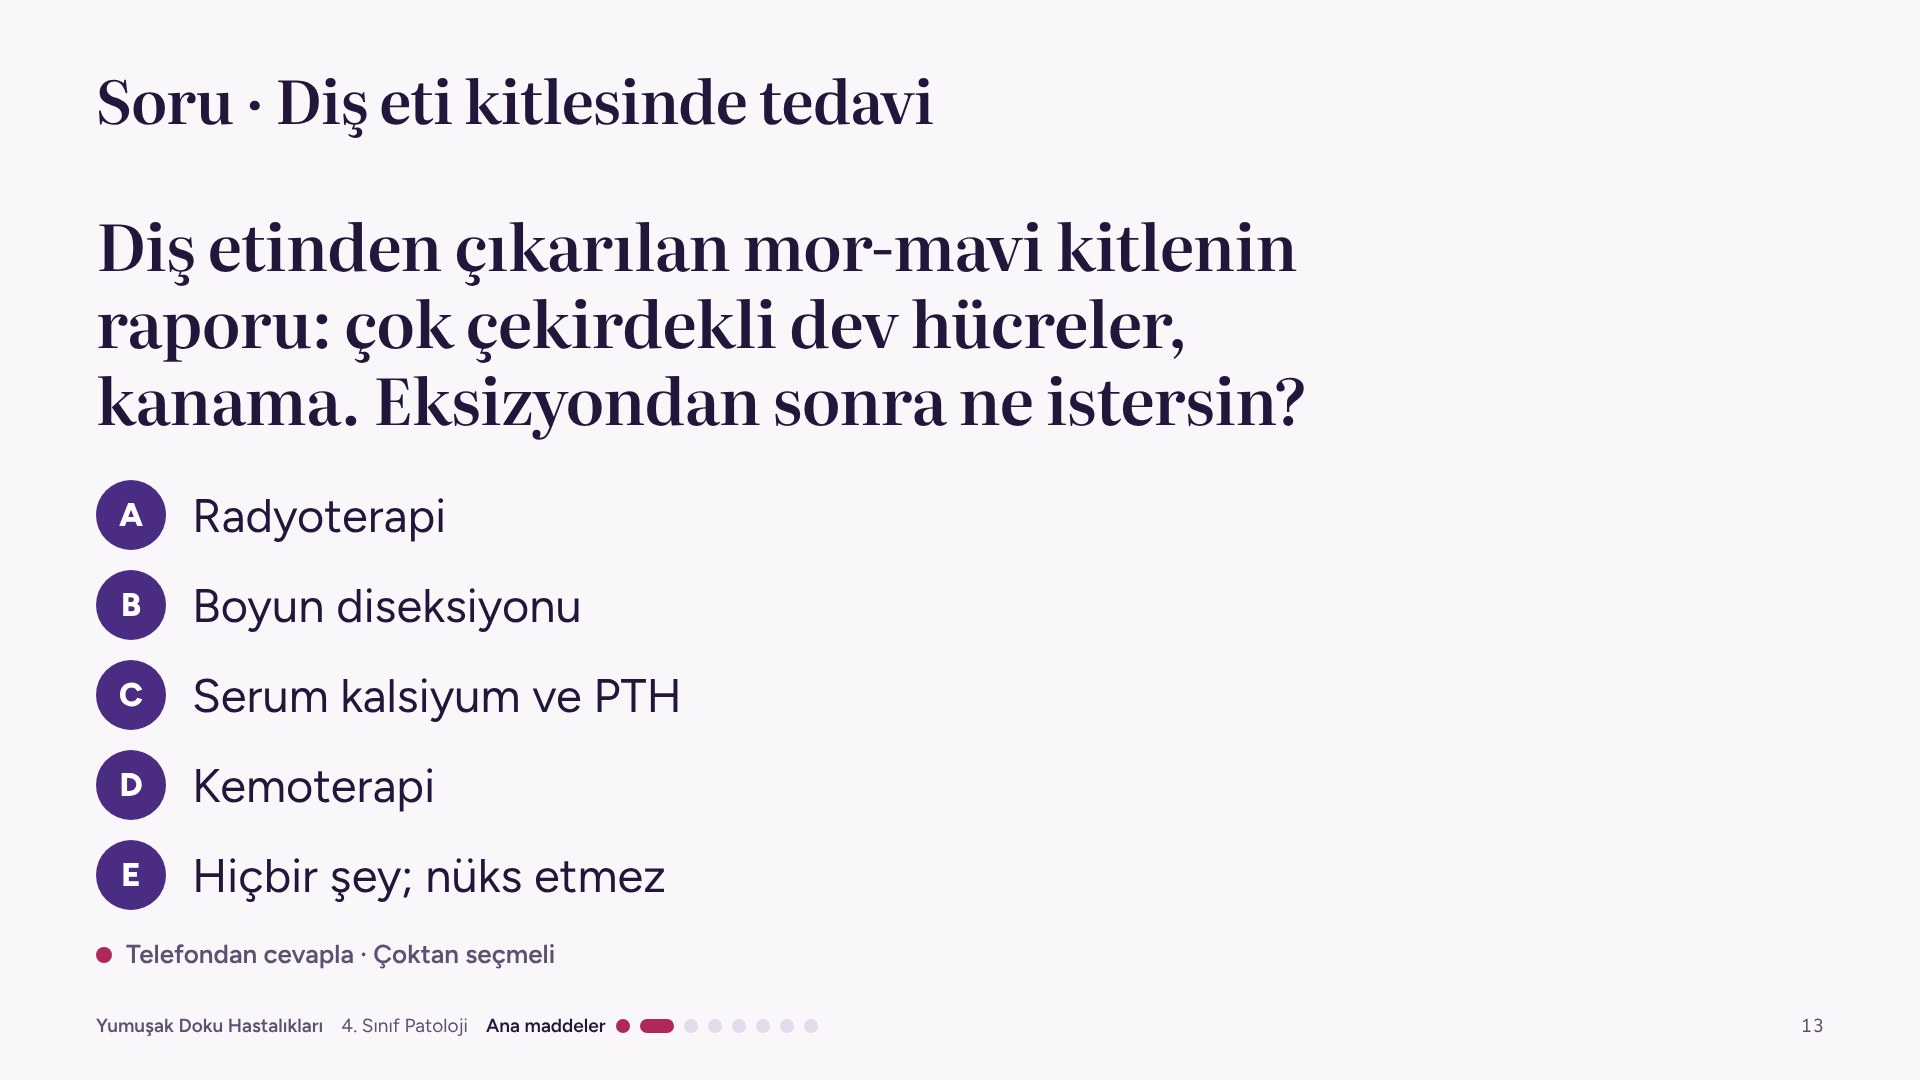 Soru · Diş eti kitlesinde tedavi
Diş etinden çıkarılan mor-mavi kitlenin
raporu: çok çekirdekli dev hücreler,
kanama. Eksizyondan sonra ne istersin?
A Radyoterapi
B Boyun diseksiyonu
C Serum kalsiyum ve PTH
D Kemoterapi
E Hiçbir şey; nüks etmez
Telefondan cevapla · Çoktan seçmeli
Yumuşak Doku Hastalıkları 4. Sınıf Patoloji Ana maddeler 13